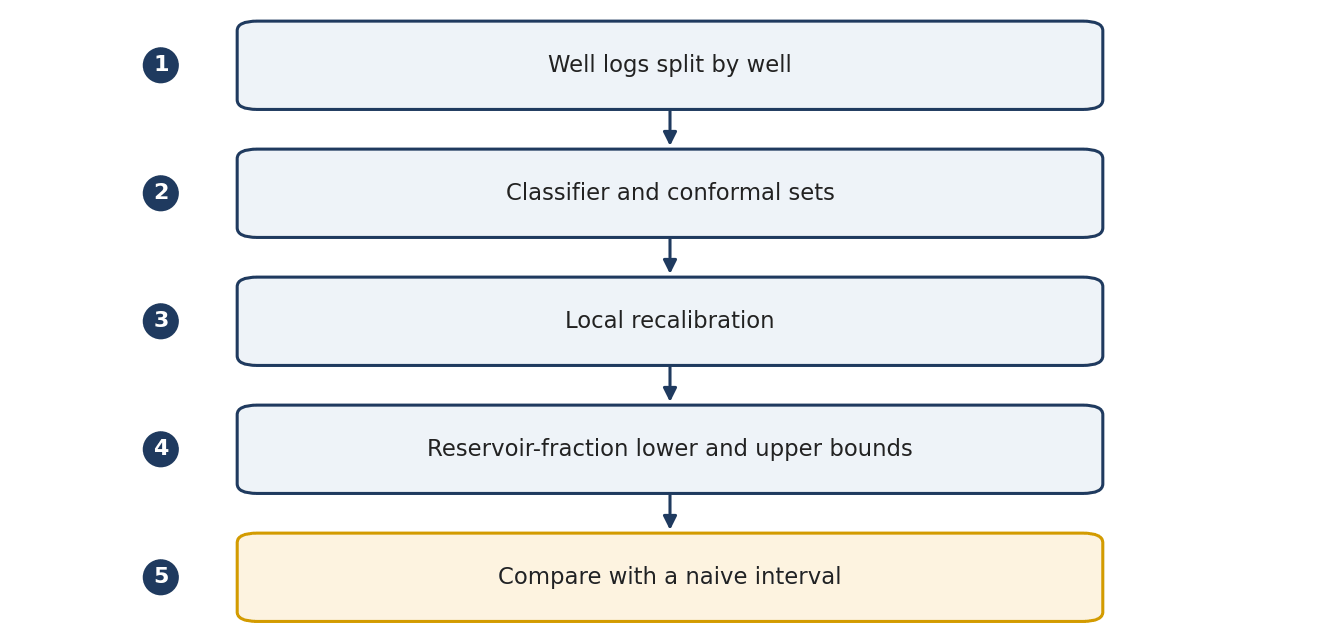 1
Well logs split by well
2
Classifier and conformal sets
3
Local recalibration
4
Reservoir-fraction lower and upper bounds
5
Compare with a naive interval